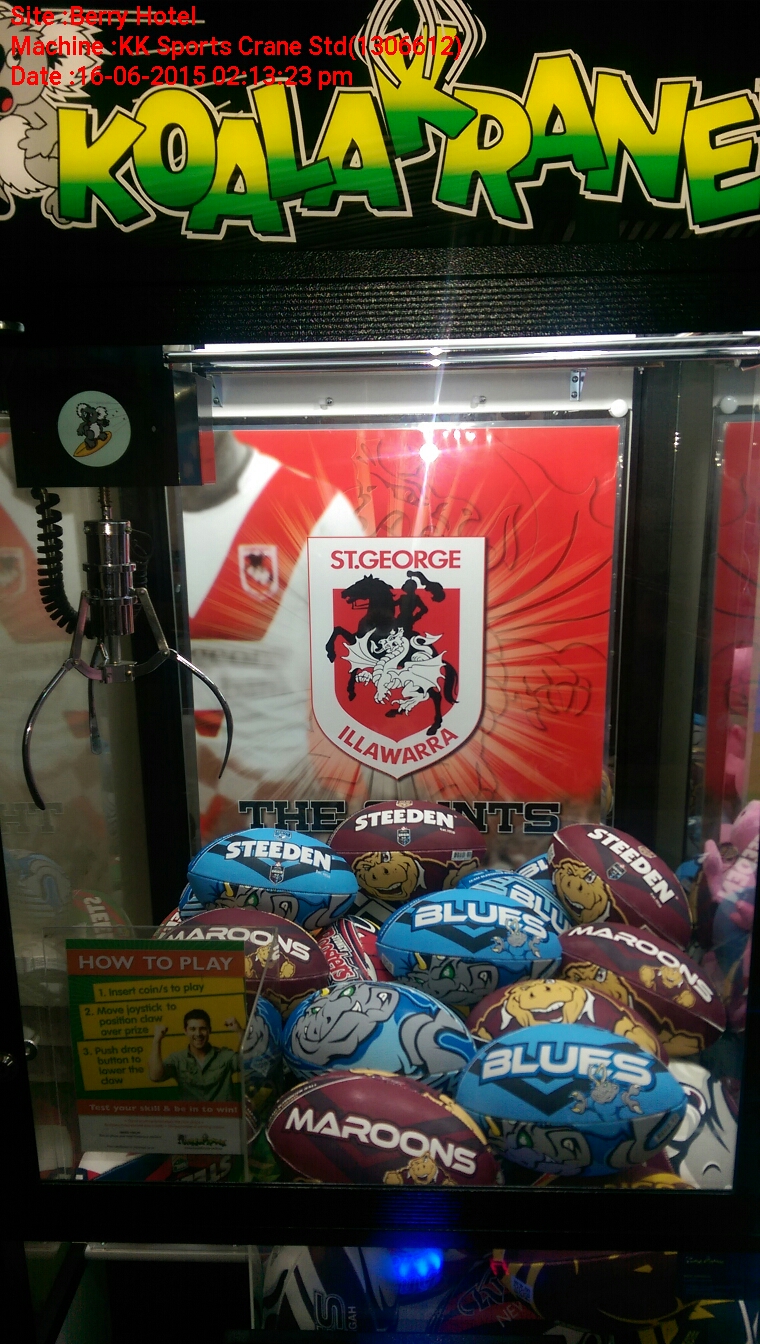 Site :Berry Hotel
Machine :KK Sports Crane Std(1306612)
Date :16-06-2015 02:13:23 pm
KOALA KRANE
ST.GEORGE
ILLAWARRA
THE
STEEDEN
STEEDEN
STEEDEN
BLUES
BLU
MAROONS
MAROONS
BLUES
MAROONS
HOW TO PLAY
1. Insert coin/s to play
2. Move joystick to
position claw
over prize
3. Push drop
button to
lower the
claw
Test your skill & be in to win!